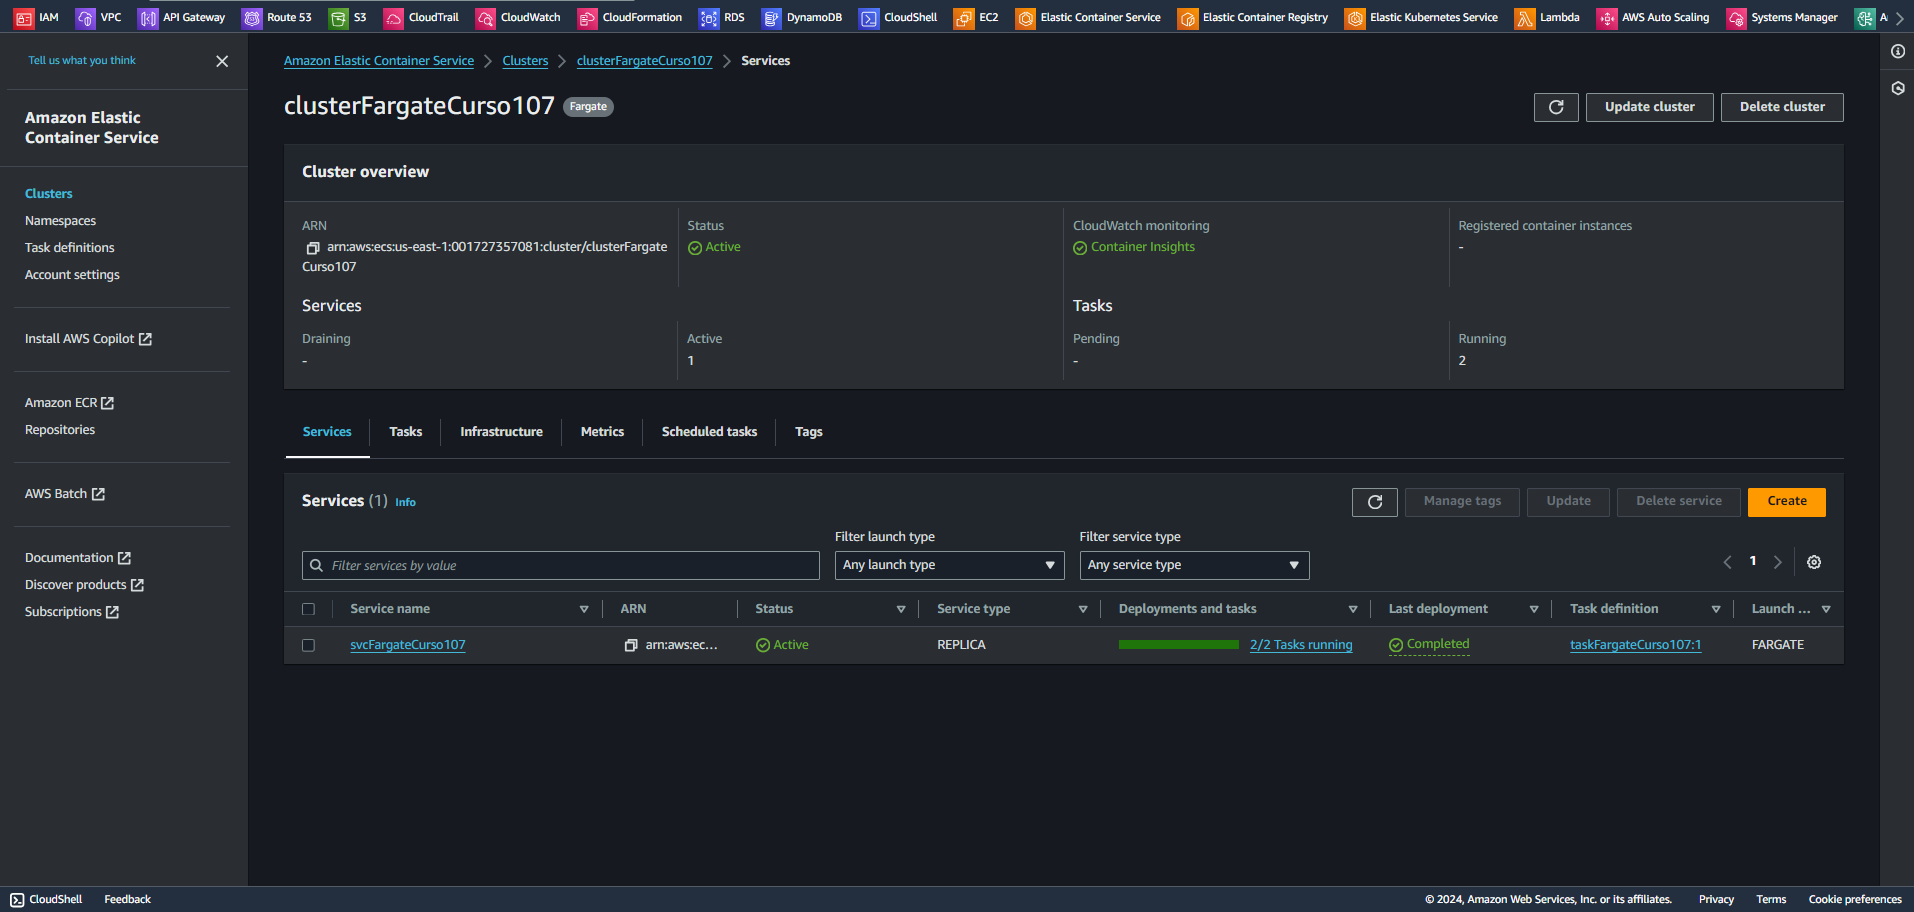 IAM VPC API Gateway Route 53 S3 CloudTrail CloudWatch CloudFormation RDS DynamoDB CloudShell EC2 Elastic Container Service Elastic Container Registry Elastic Kubernetes Service Lambda AWS Auto Scaling Systems Manager
Tell us what you think
Amazon Elastic
Container Service
Clusters
Namespaces
Task definitions
Account settings
Install AWS Copilot
Amazon ECR
Repositories
AWS Batch
Documentation
Discover products
Subscriptions
Amazon Elastic Container Service Clusters clusterFargateCurso107 Services
clusterFargateCurso107 Fargate
Update cluster Delete cluster
Cluster overview
ARN
arn:aws:ecs:us-east-1:001727357081:cluster/clusterFargate
Curso107
Status
Active
CloudWatch monitoring
Container Insights
Registered container instances
-
Services
Draining
-
Active
1
Tasks
Pending
-
Running
2
Services Tasks Infrastructure Metrics Scheduled tasks Tags
Services (1) Info
Manage tags Update Delete service Create
Filter services by value
Filter launch type
Any launch type
Filter service type
Any service type
1
Service name ARN Status Service type Deployments and tasks Last deployment Task definition Launch ...
svcFargateCurso107 arn:aws:ec... Active REPLICA 2/2 Tasks running Completed taskFargateCurso107:1 FARGATE
CloudShell Feedback © 2024, Amazon Web Services, Inc. or its affiliates. Privacy Terms Cookie preferences